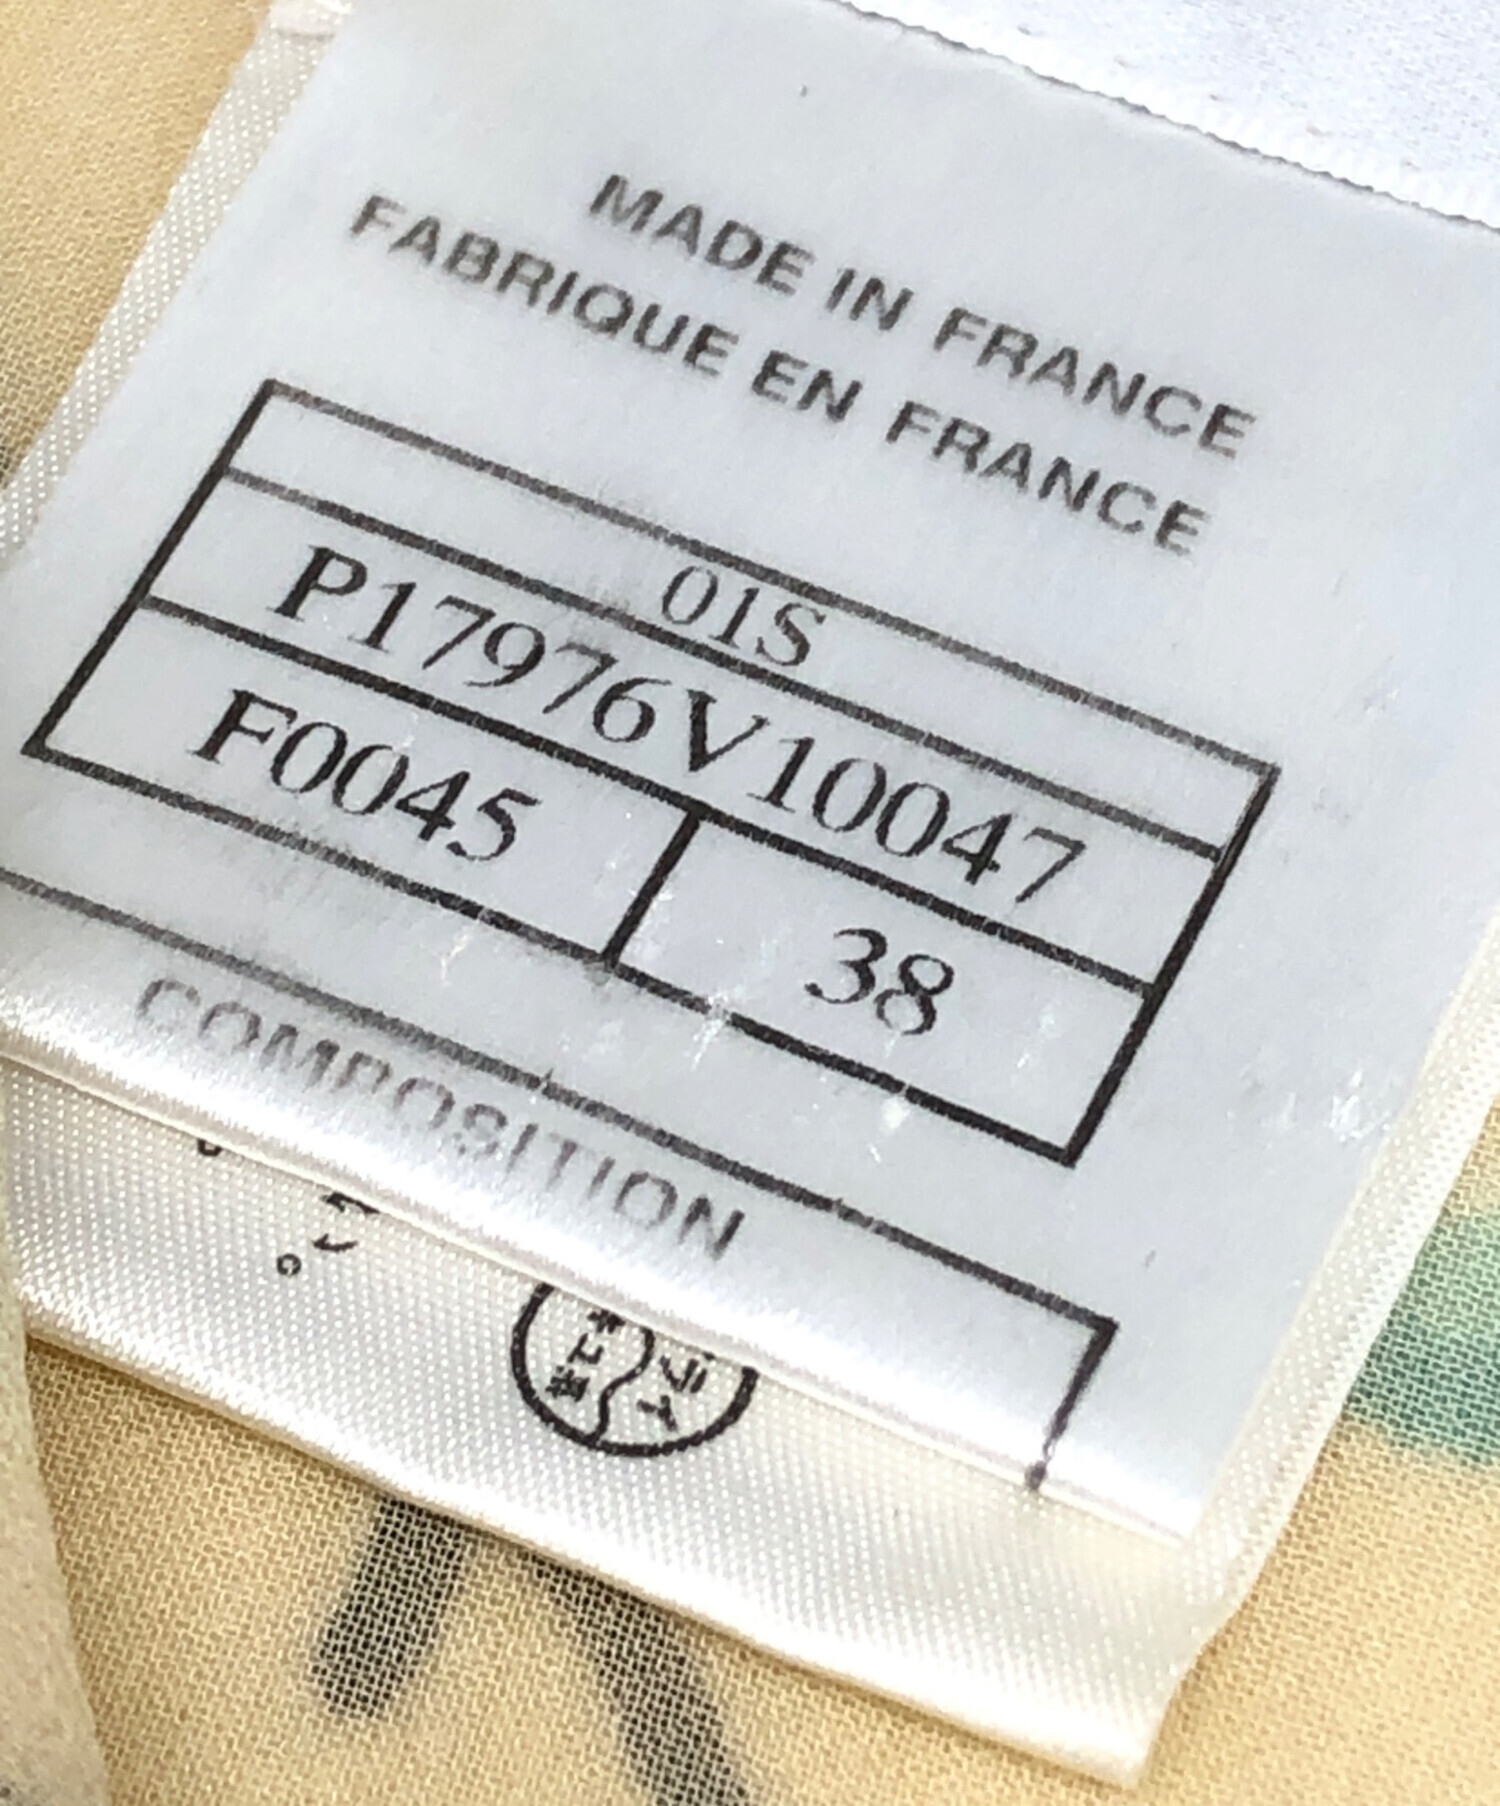 MADE IN FRANCE
FABRIQUE EN FRANCE
01S
P17976V10047
F0045
38
COMPOSITION